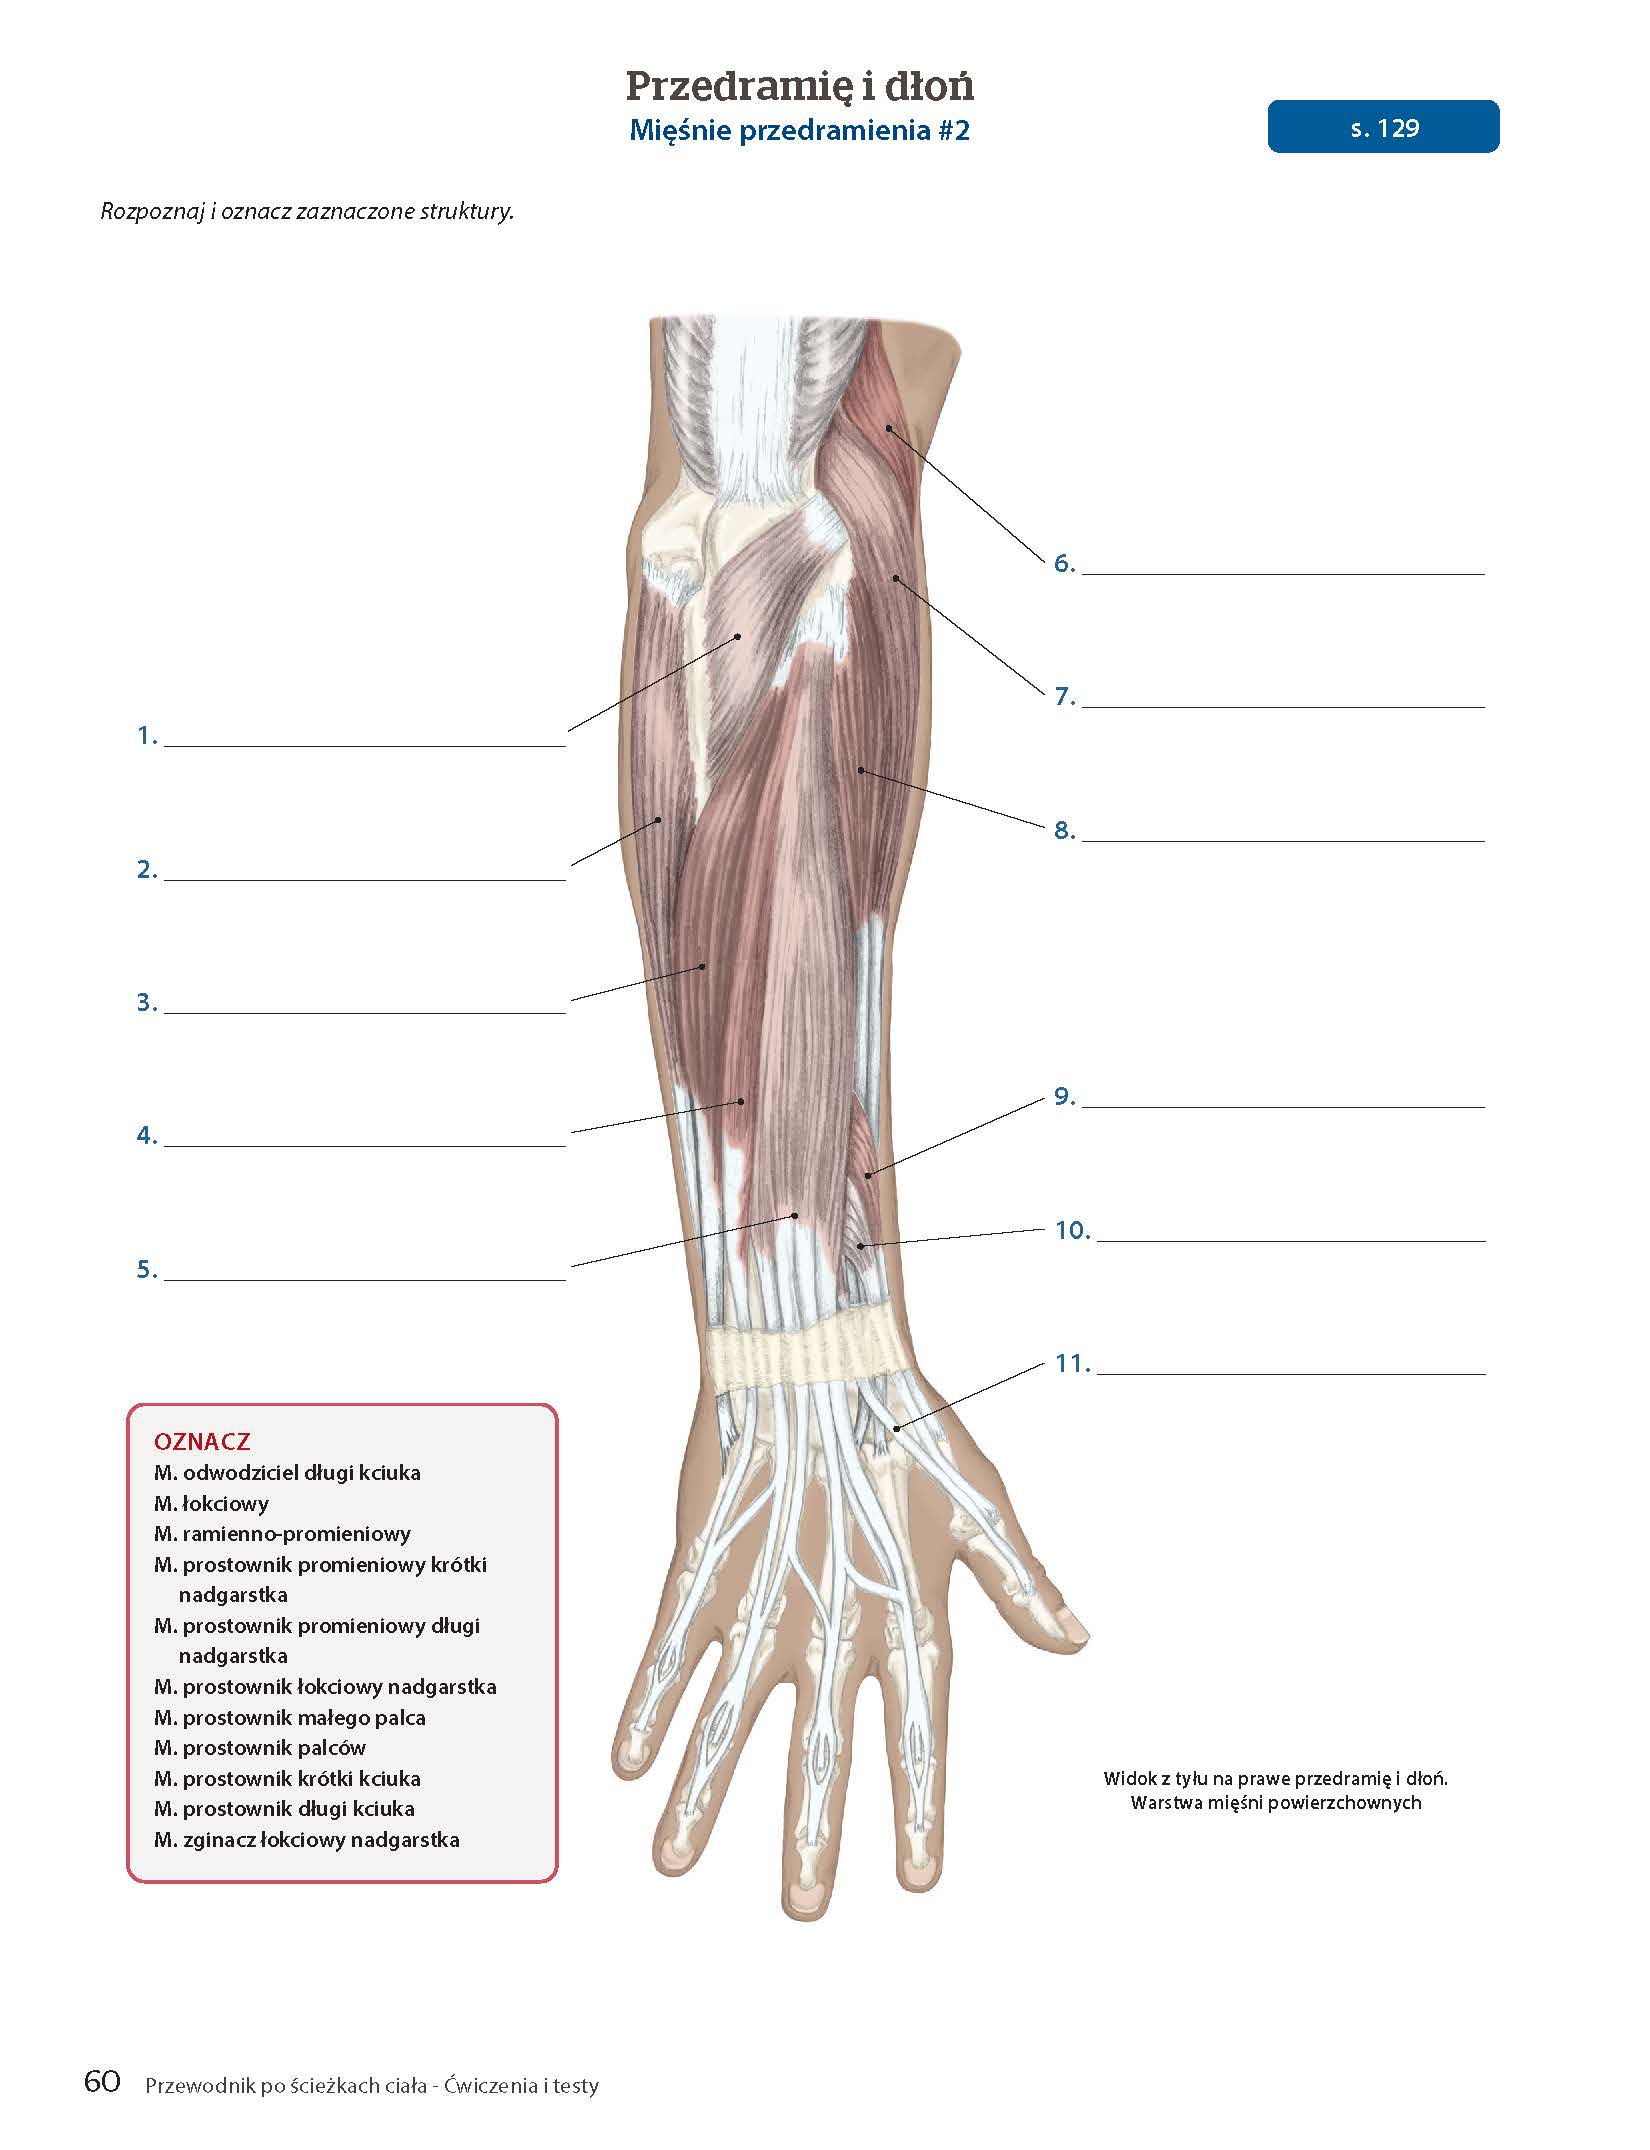 Przedramię i dłoń
Mięśnie przedramienia #2
s. 129
Rozpoznaj i oznacz zaznaczone struktury.
1.
2.
3.
4.
5.
6.
7.
8.
9.
10.
11.
OZNACZ
M. odwodziciel długi kciuka
M. łokciowy
M. ramienno-promieniowy
M. prostownik promieniowy krótki
nadgarstka
M. prostownik promieniowy długi
nadgarstka
M. prostownik łokciowy nadgarstka
M. prostownik małego palca
M. prostownik palców
M. prostownik krótki kciuka
M. prostownik długi kciuka
M. zginacz łokciowy nadgarstka
Widok z tyłu na prawe przedramię i dłoń.
Warstwa mięśni powierzchownych
60 Przewodnik po ścieżkach ciała - Ćwiczenia i testy